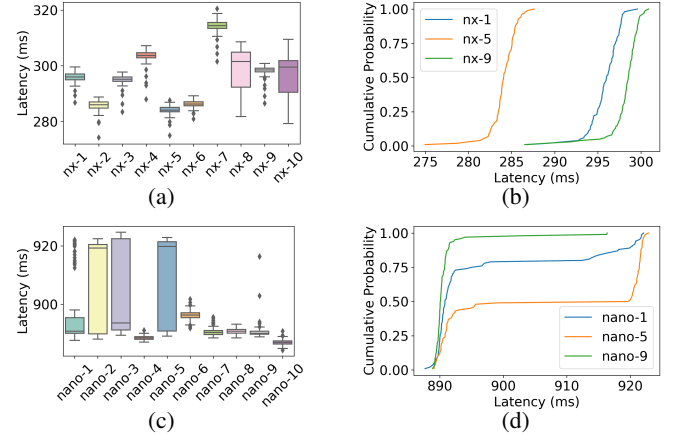 320
300
280
Latency (ms)
nx-1
nx-2
nx-3
nx-4
nx-5
nx-6
nx-7
nx-8
nx-9
nx-10
(a)
1.00
0.75
0.50
0.25
0.00
Cumulative Probability
nx-1
nx-5
nx-9
275 280 285 290 295 300
Latency (ms)
(b)
920
900
Latency (ms)
nano-1
nano-2
nano-3
nano-4
nano-5
nano-6
nano-7
nano-8
nano-9
nano-10
(c)
1.00
0.75
0.50
0.25
0.00
Cumulative Probability
nano-1
nano-5
nano-9
890 900 910 920
Latency (ms)
(d)